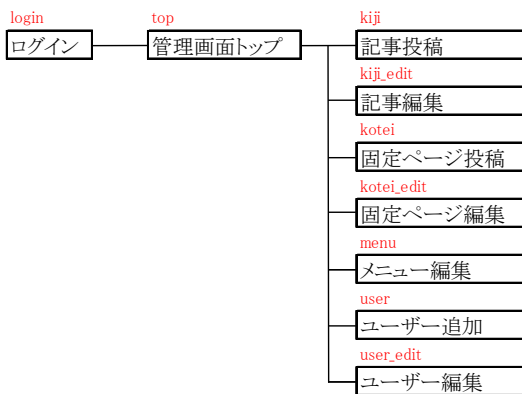 login
ログイン
top
管理画面トップ
kiji
記事投稿
kiji_edit
記事編集
kotei
固定ページ投稿
kotei_edit
固定ページ編集
menu
メニュー編集
user
ユーザー追加
user_edit
ユーザー編集